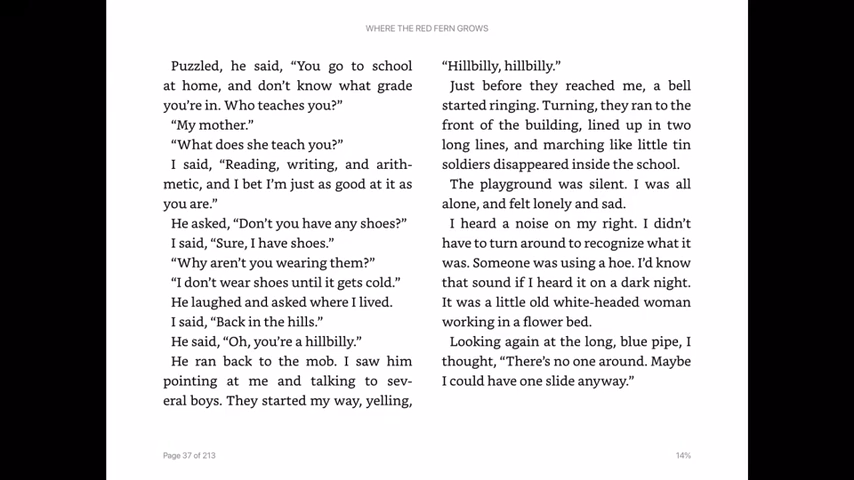 WHERE THE RED FERN GROWS
Puzzled, he said, “You go to school
at home, and don’t know what grade
you’re in. Who teaches you?”
“My mother.”
“What does she teach you?”
I said, “Reading, writing, and arith-
metic, and I bet I’m just as good at it as
you are.”
He asked, “Don’t you have any shoes?”
I said, “Sure, I have shoes.”
“Why aren’t you wearing them?”
“I don’t wear shoes until it gets cold.”
He laughed and asked where I lived.
I said, “Back in the hills.”
He said, “Oh, you’re a hillbilly.”
He ran back to the mob. I saw him
pointing at me and talking to sev-
eral boys. They started my way, yelling,
“Hillbilly, hillbilly.”
Just before they reached me, a bell
started ringing. Turning, they ran to the
front of the building, lined up in two
long lines, and marching like little tin
soldiers disappeared inside the school.
The playground was silent. I was all
alone, and felt lonely and sad.
I heard a noise on my right. I didn’t
have to turn around to recognize what it
was. Someone was using a hoe. I’d know
that sound if I heard it on a dark night.
It was a little old white-headed woman
working in a flower bed.
Looking again at the long, blue pipe, I
thought, “There’s no one around. Maybe
I could have one slide anyway.”
Page 37 of 213
14%